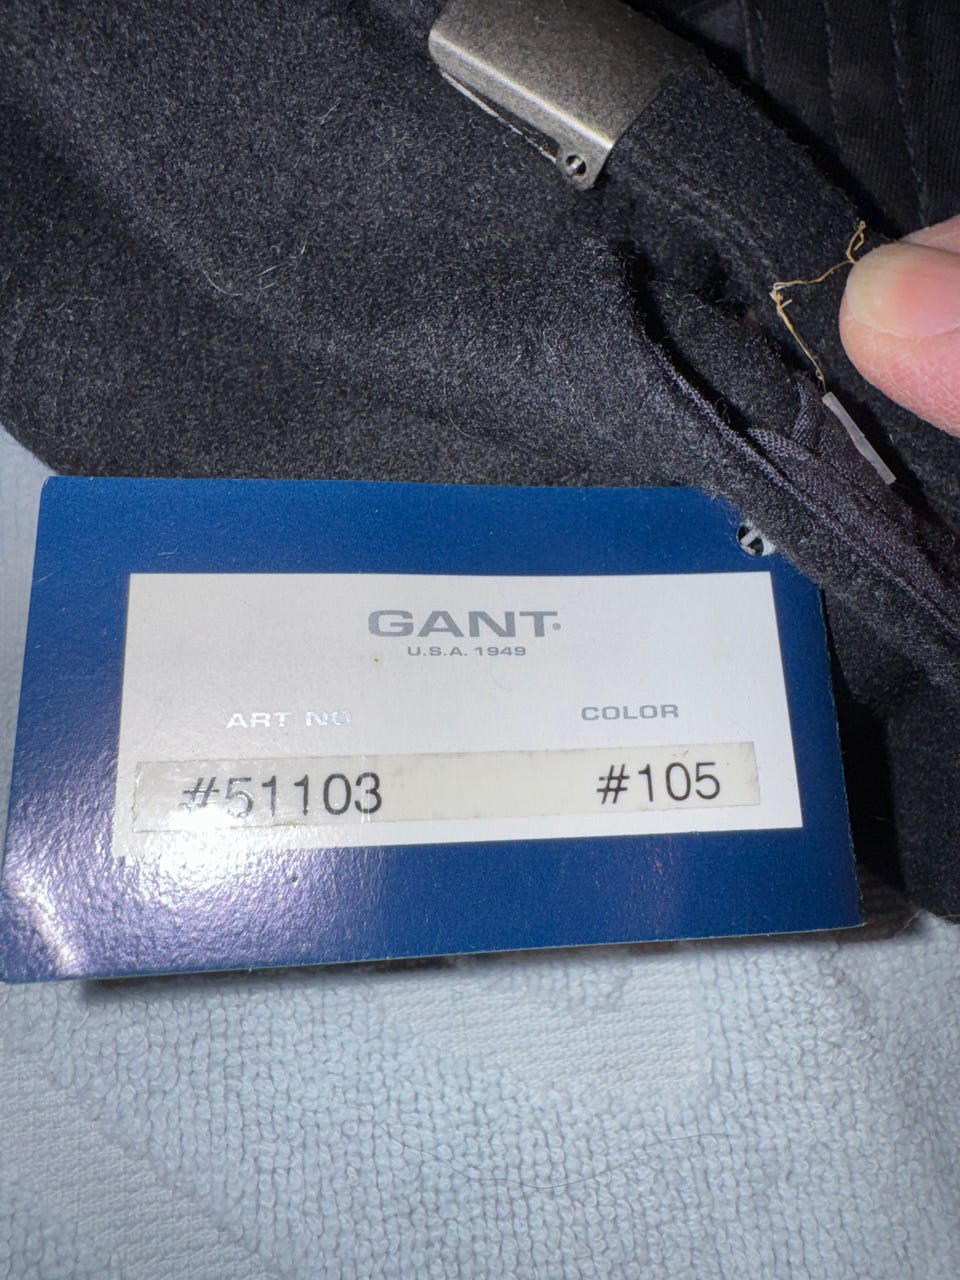 GANT®
U.S.A. 1949
ART NO COLOR
#51103 #105